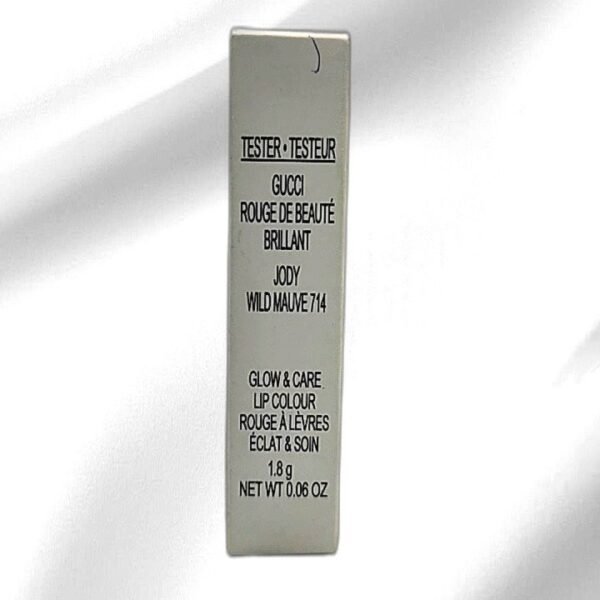 TESTER • TESTEUR
GUCCI
ROUGE DE BEAUTÉ
BRILLANT
JODY
WILD MAUVE 714
GLOW & CARE
LIP COLOUR
ROUGE À LÈVRES
ÉCLAT & SOIN
1.8 g
NET WT 0.06 OZ